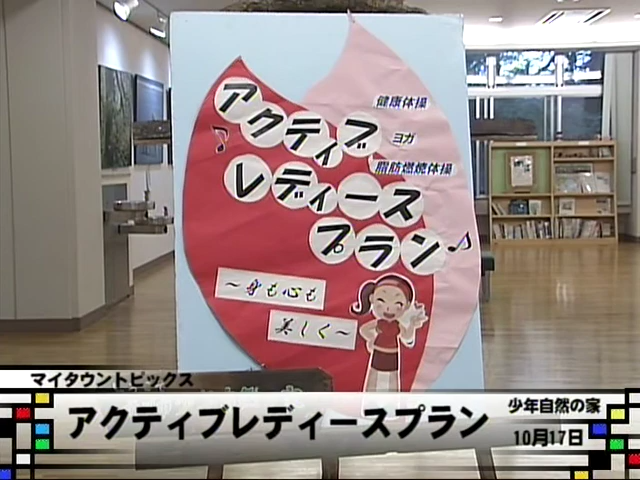 アクティブ
レディース
プラン
健康体操
ヨガ
脂肪燃焼体操
～身も心も
美しく～
マイタウントピックス
アクティブレディースプラン
少年自然の家
10月17日